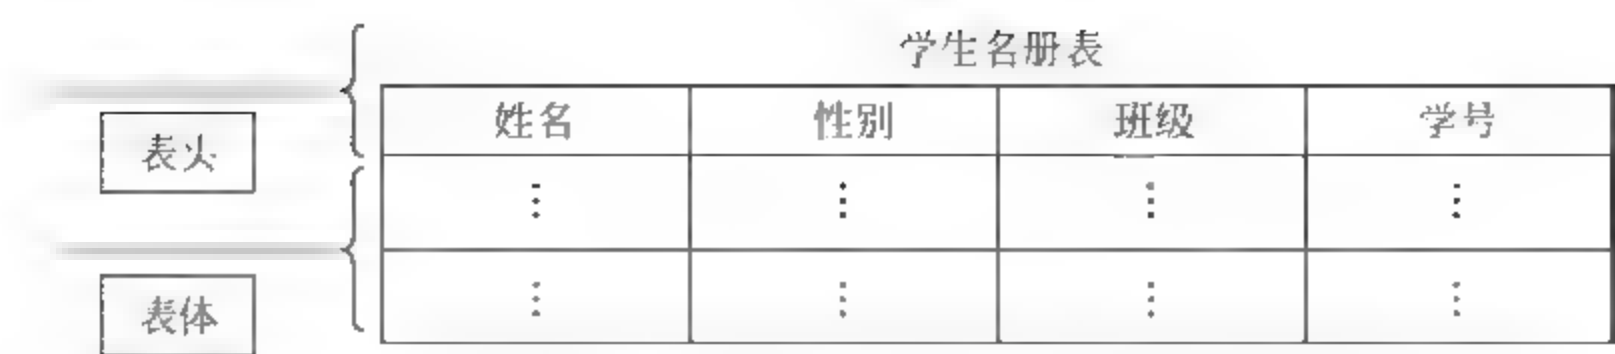 学生名册表
姓名 性别 班级 学号
表头
⋮ ⋮ ⋮ ⋮
表体
⋮ ⋮ ⋮ ⋮